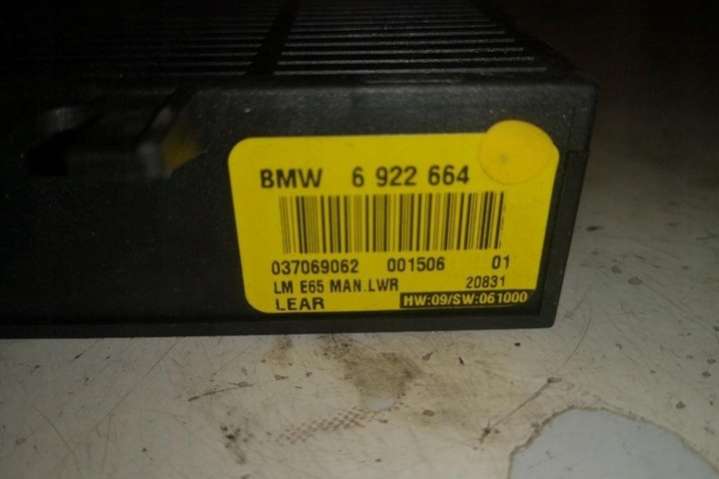 BMW 6 922 664
037069062 001506 01
LM E65 MAN.LWR 20831
LEAR HW:09/SW:061000